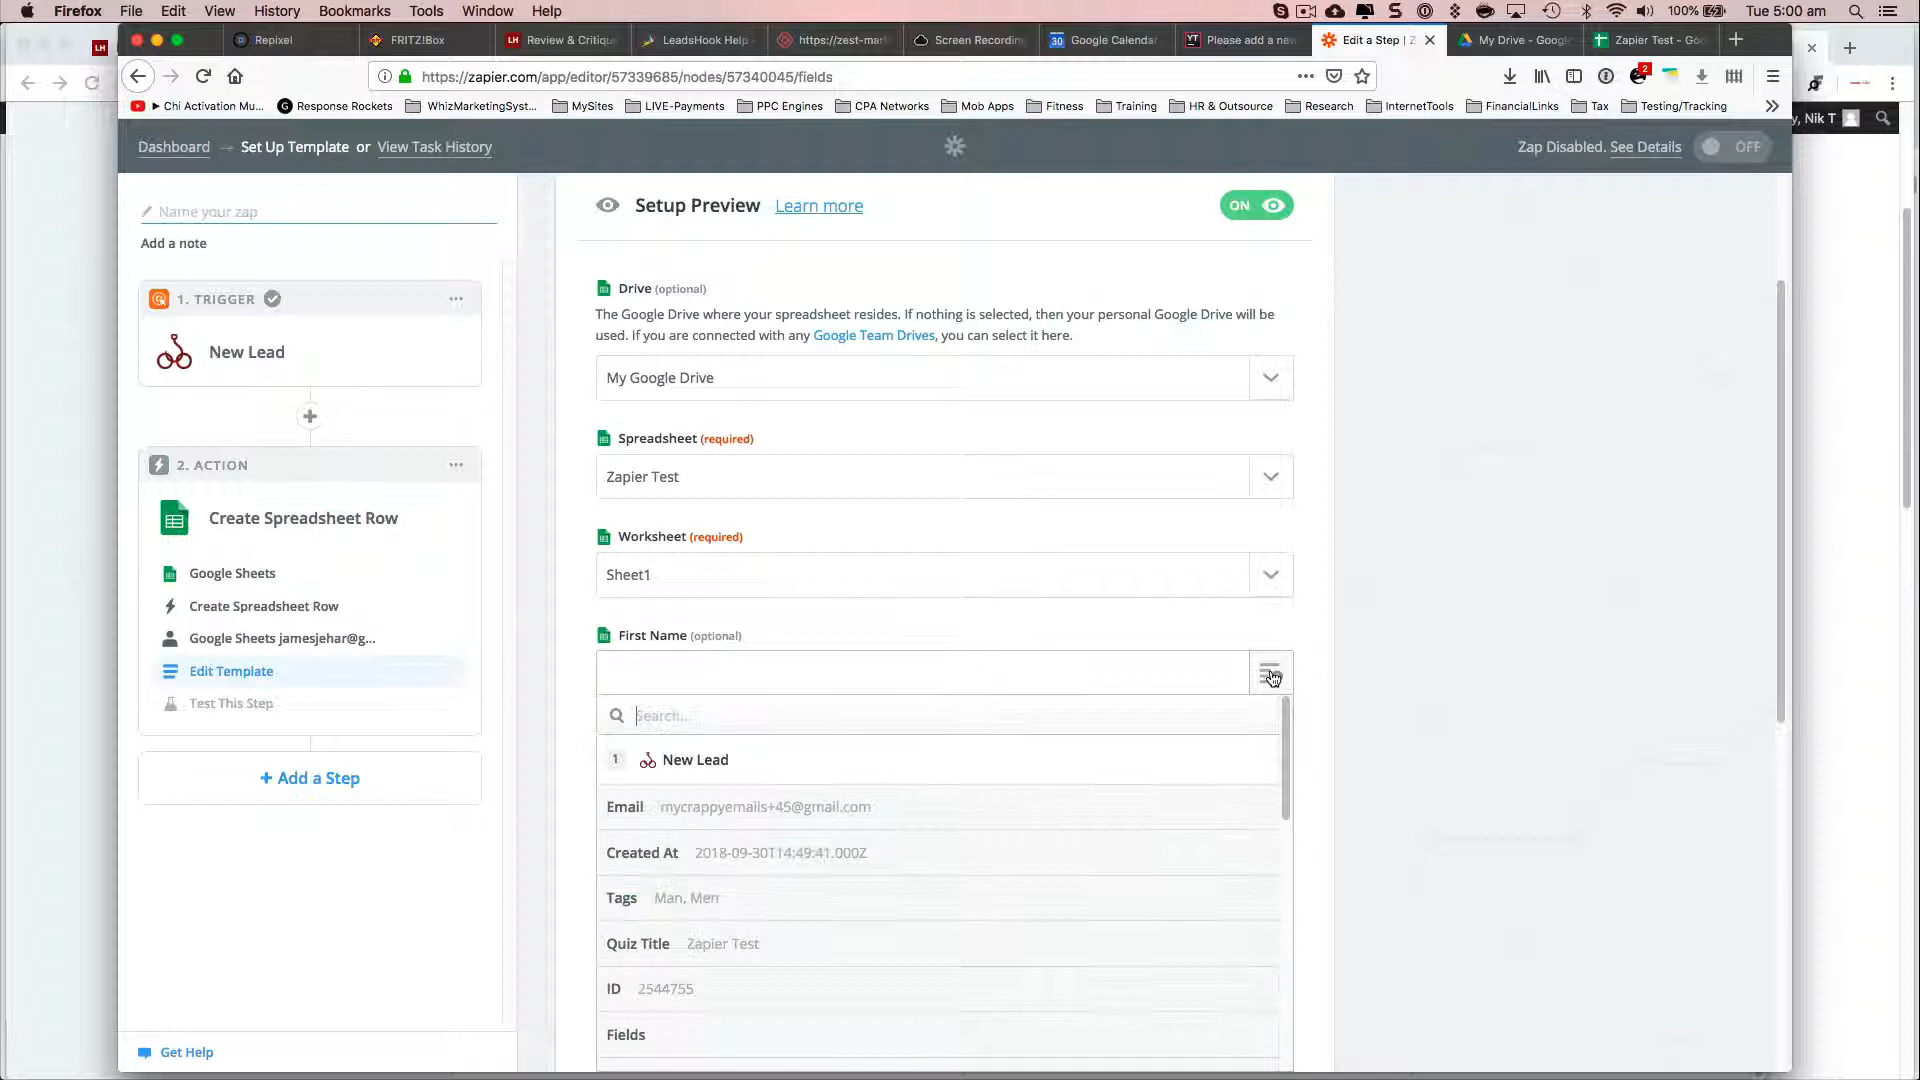 Firefox File Edit View History Bookmarks Tools Window Help 100% Tue 5:00 am
LH Repixel FRITZ!Box LH Review & Critiqu LeadsHook Help - https://zest-mar Screen Recordin 30 Google Calendar YT Please add a new Edit a Step | Z My Drive - Google Zapier Test - Goo
https://zapier.com/app/editor/57339685/nodes/57340045/fields 2
Chi Activation Mu... G Response Rockets WhizMarketingSyst... MySites LIVE-Payments PPC Engines CPA Networks Mob Apps Fitness Training HR & Outsource Research InternetTools FinancialLinks Tax Testing/Tracking
y, Nik T
Dashboard → Set Up Template or View Task History Zap Disabled. See Details OFF
Name your zap
Add a note
1. TRIGGER
New Lead
2. ACTION
Create Spreadsheet Row
Google Sheets
Create Spreadsheet Row
Google Sheets jamesjehar@g...
Edit Template
Test This Step
+ Add a Step
Get Help
Setup Preview Learn more ON
Drive (optional)
The Google Drive where your spreadsheet resides. If nothing is selected, then your personal Google Drive will be
used. If you are connected with any Google Team Drives, you can select it here.
My Google Drive
Spreadsheet (required)
Zapier Test
Worksheet (required)
Sheet1
First Name (optional)
Search...
1 New Lead
Email mycrappyemails+45@gmail.com
Created At 2018-09-30T14:49:41.000Z
Tags Man, Men
Quiz Title Zapier Test
ID 2544755
Fields